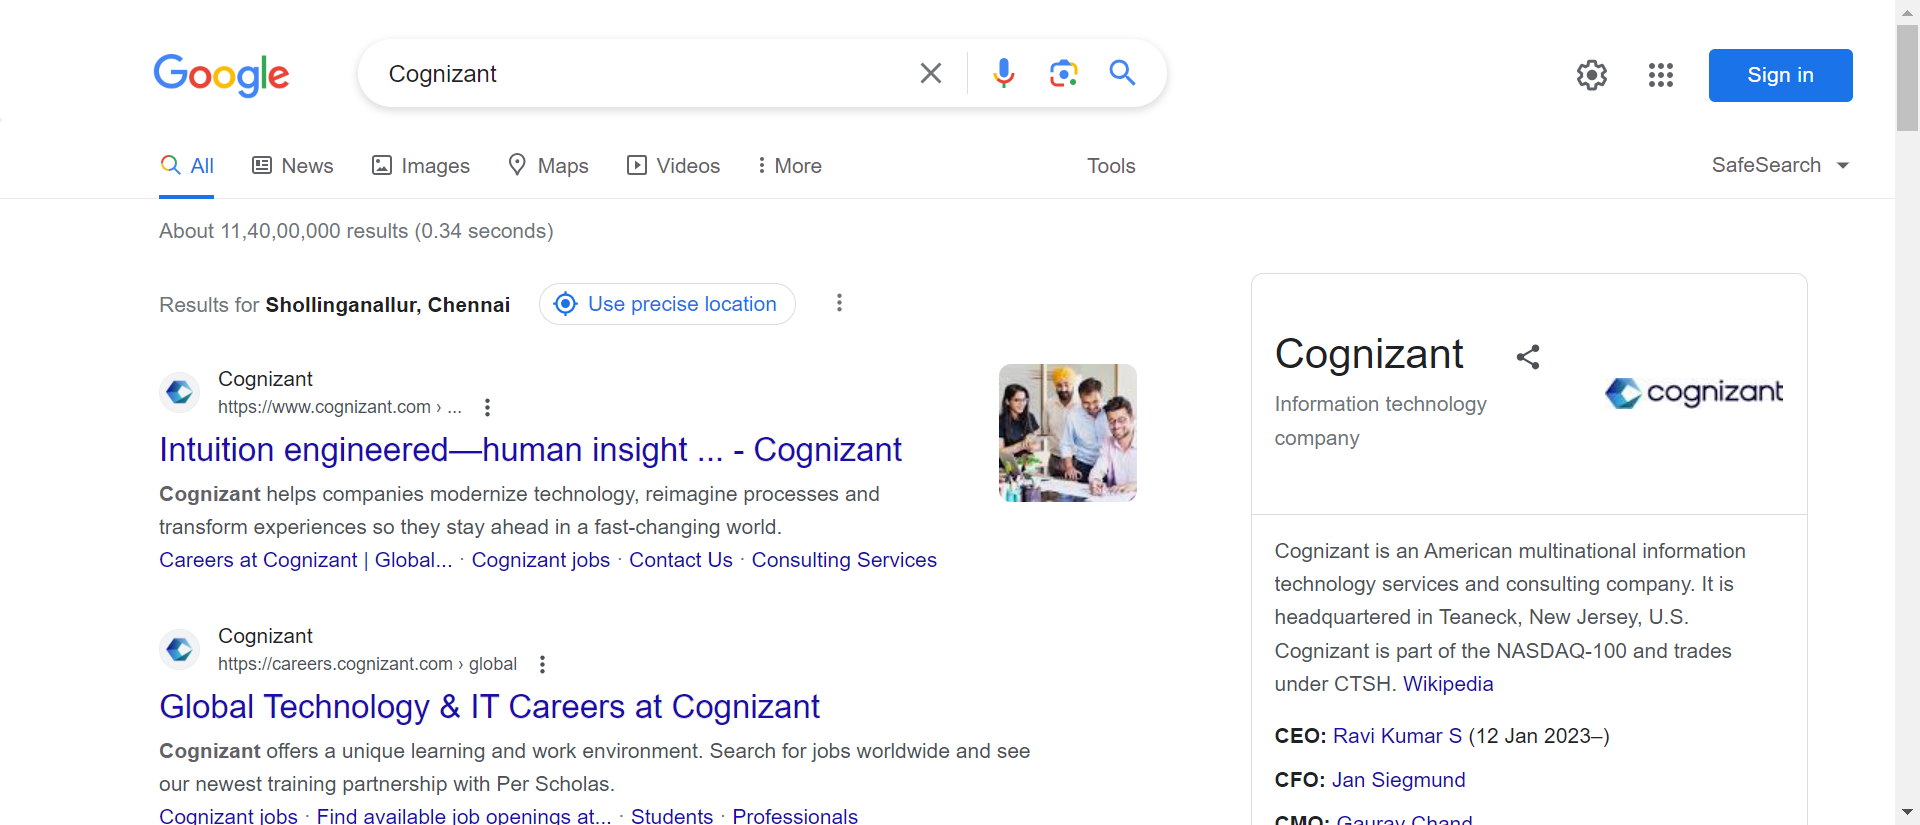 Google
Cognizant
Sign in
All
News
Images
Maps
Videos
More
Tools
SafeSearch
About 11,40,00,000 results (0.34 seconds)
Results for Shollinganallur, Chennai
Use precise location
Cognizant
https://www.cognizant.com › ...
Intuition engineered—human insight ... - Cognizant
Cognizant helps companies modernize technology, reimagine processes and
transform experiences so they stay ahead in a fast-changing world.
Careers at Cognizant | Global... · Cognizant jobs · Contact Us · Consulting Services
Cognizant
https://careers.cognizant.com › global
Global Technology & IT Careers at Cognizant
Cognizant offers a unique learning and work environment. Search for jobs worldwide and see
our newest training partnership with Per Scholas.
Cognizant jobs · Find available job openings at... · Students · Professionals
Cognizant
Information technology
company
cognizant
Cognizant is an American multinational information
technology services and consulting company. It is
headquartered in Teaneck, New Jersey, U.S.
Cognizant is part of the NASDAQ-100 and trades
under CTSH. Wikipedia
CEO: Ravi Kumar S (12 Jan 2023–)
CFO: Jan Siegmund
CMO: Gaurav Chand